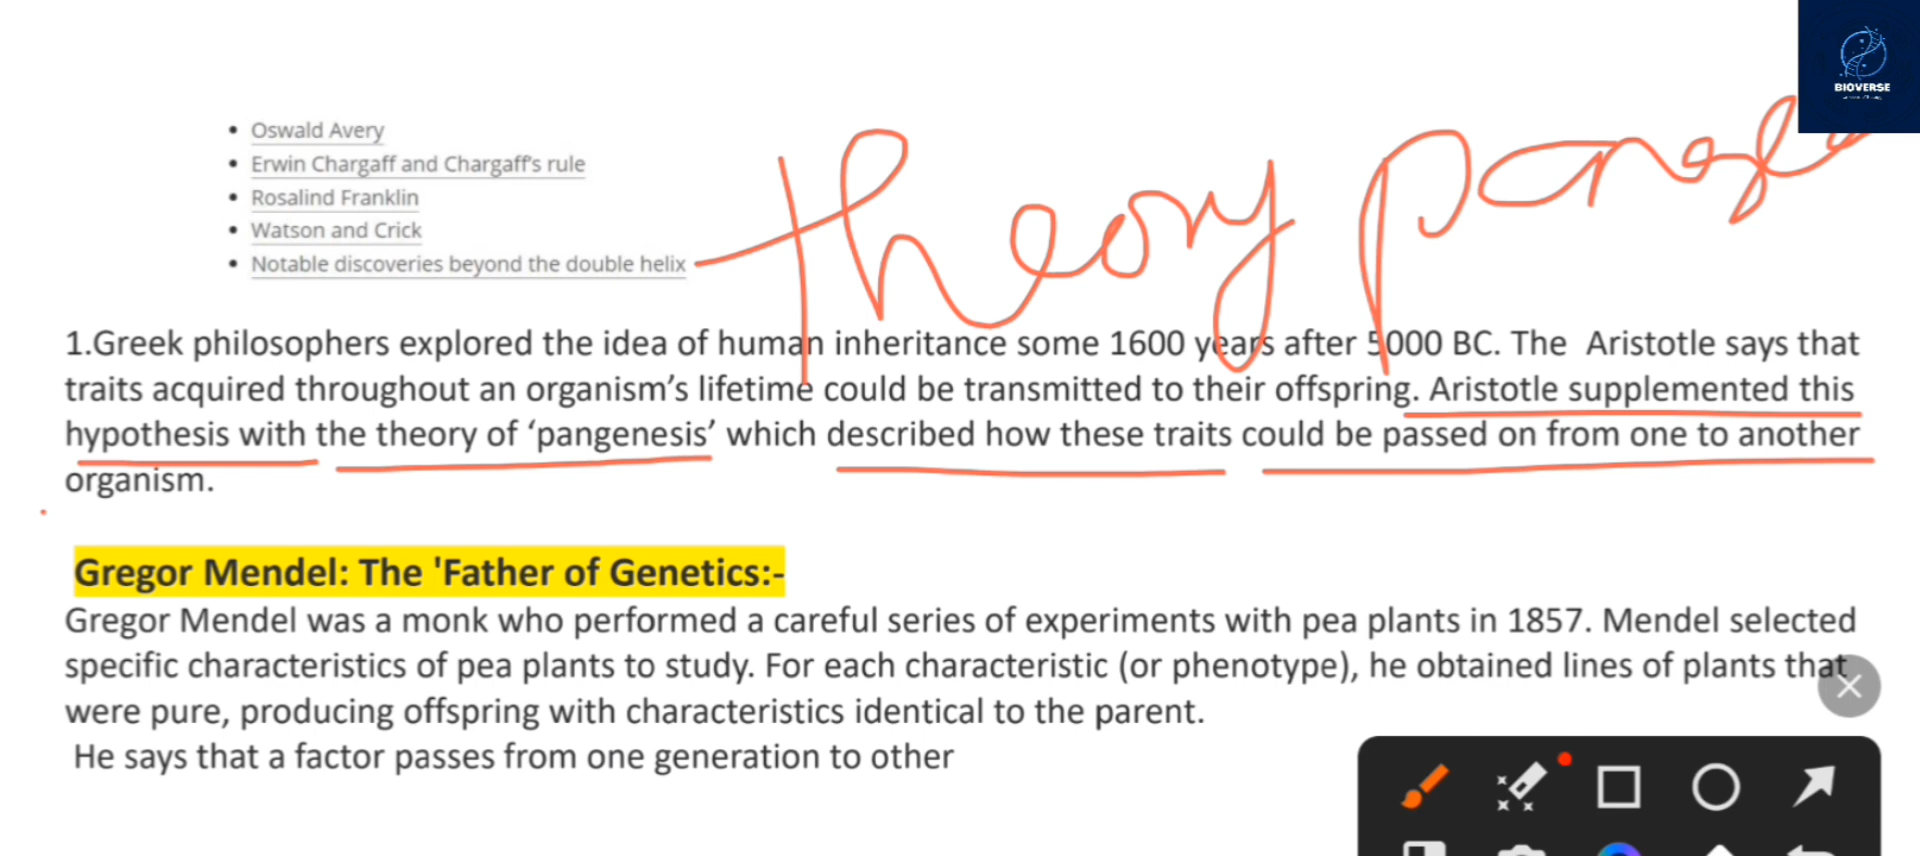 BIOVERSE
Oswald Avery
Erwin Chargaff and Chargaff's rule
Rosalind Franklin
Watson and Crick
Notable discoveries beyond the double helix
theory
1.Greek philosophers explored the idea of human inheritance some 1600 years after 5000 BC. The Aristotle says that
traits acquired throughout an organism's lifetime could be transmitted to their offspring. Aristotle supplemented this
hypothesis with the theory of 'pangenesis' which described how these traits could be passed on from one to another
organism.
Gregor Mendel: The 'Father of Genetics:-
Gregor Mendel was a monk who performed a careful series of experiments with pea plants in 1857. Mendel selected
specific characteristics of pea plants to study. For each characteristic (or phenotype), he obtained lines of plants that
were pure, producing offspring with characteristics identical to the parent.
He says that a factor passes from one generation to other